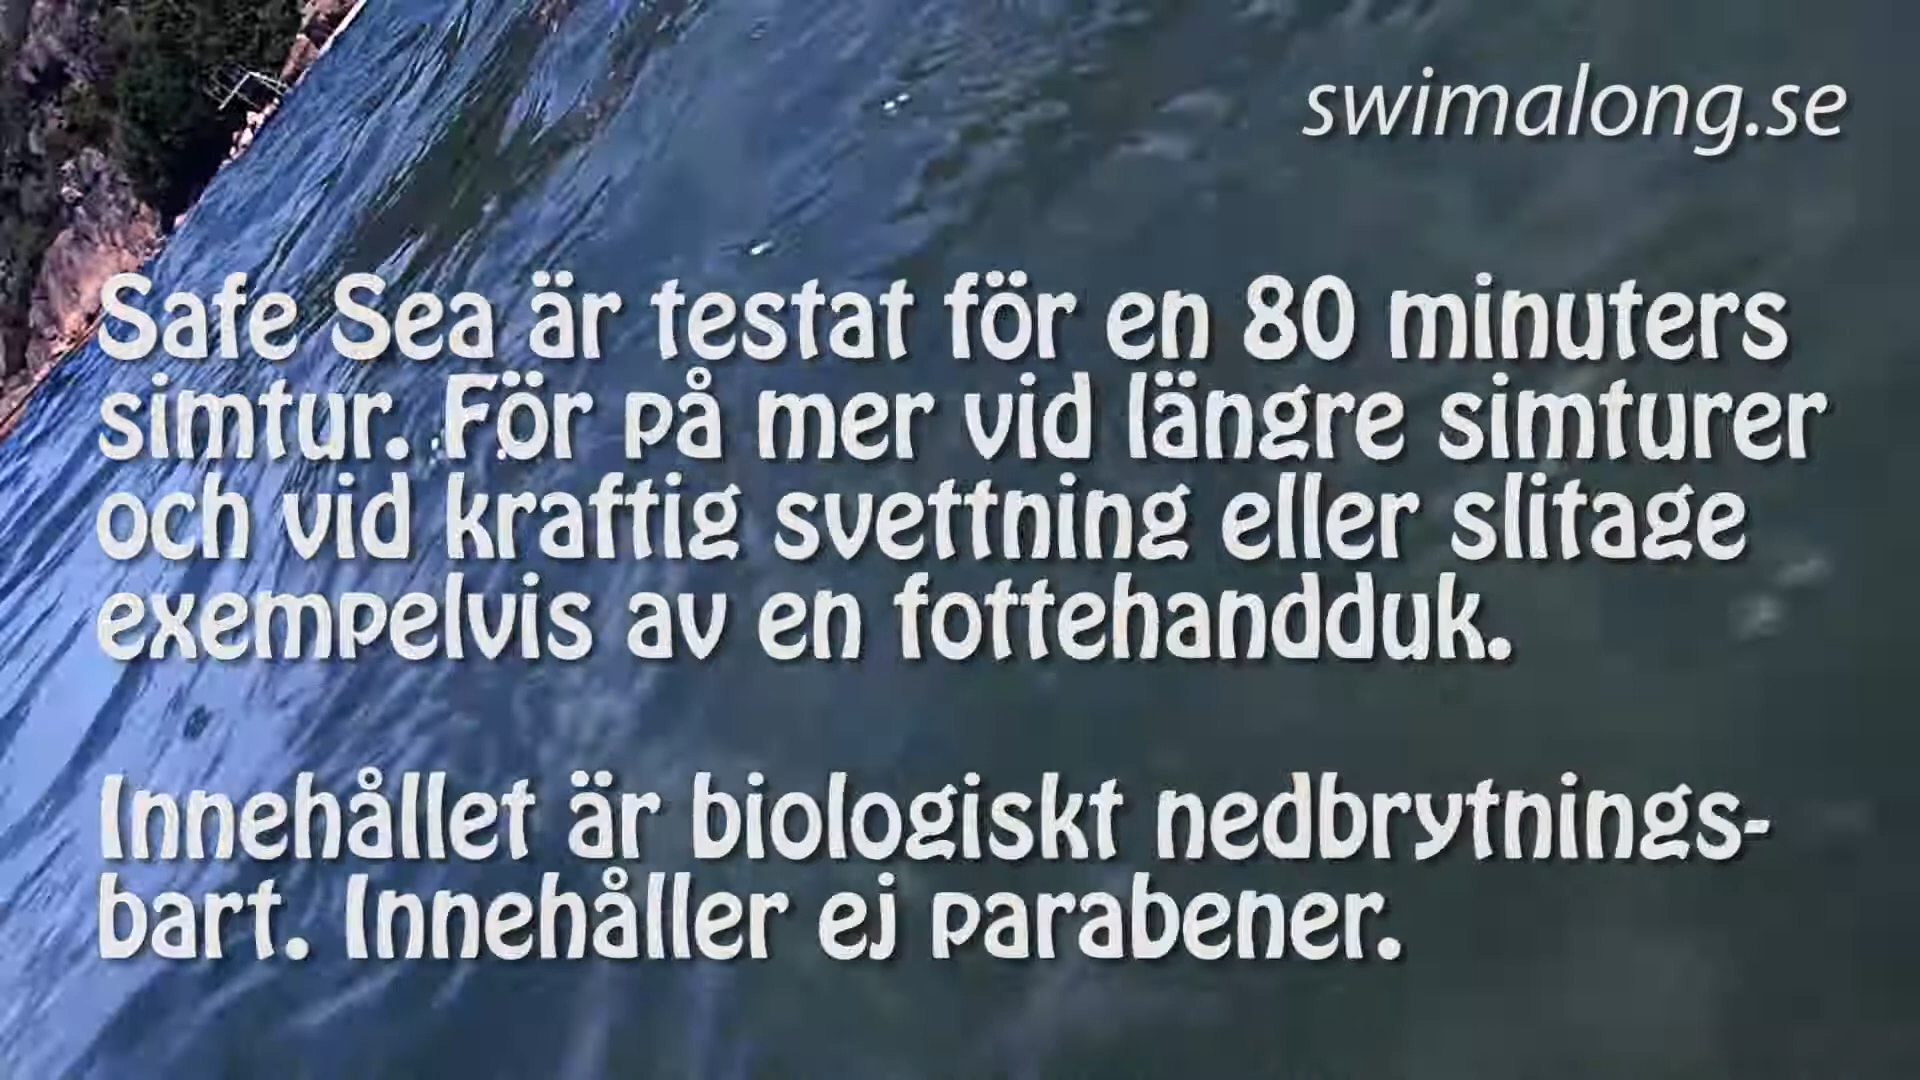 swimalong.se
Safe Sea är testat för en 80 minuters
simtur. För på mer vid längre simturer
och vid kraftig svettning eller slitage
exempelvis av en fottehandduk.
Innehållet är biologiskt nedbrytnings-
bart. Innehåller ej parabener.